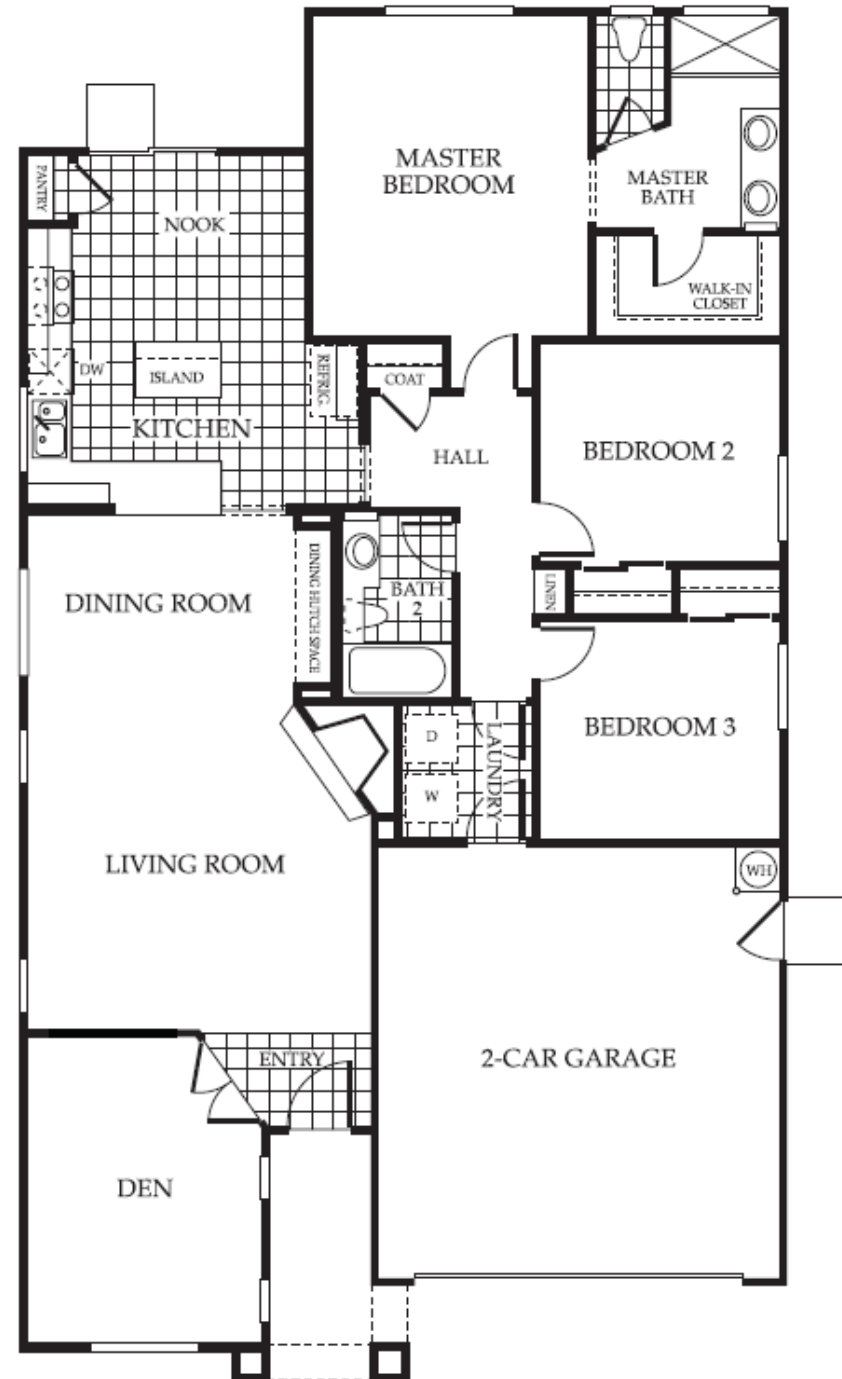 MASTER
BEDROOM
MASTER
BATH
PANTRY
NOOK
WALK-IN
CLOSET
DW
ISLAND
REFRIG.
COAT
KITCHEN
HALL
BEDROOM 2
DINING ROOM
DINING HUTCH SPACE
BATH
2
LINEN
D
W
LAUNDRY
BEDROOM 3
LIVING ROOM
WH
ENTRY
2-CAR GARAGE
DEN